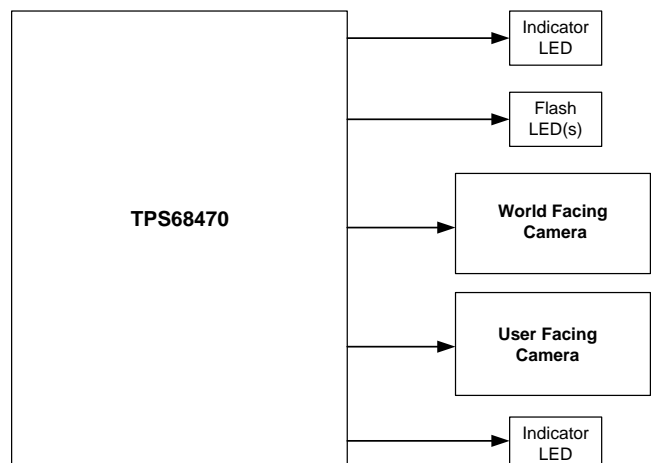 Indicator
LED
Flash
LED(s)
TPS68470
World Facing
Camera
User Facing
Camera
Indicator
LED